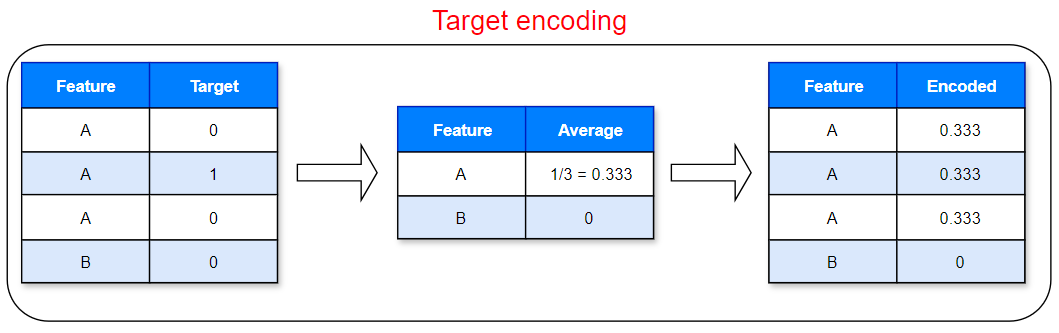 Target encoding
Feature Target
A 0
A 1
A 0
B 0
Feature Average
A 1/3 = 0.333
B 0
Feature Encoded
A 0.333
A 0.333
A 0.333
B 0